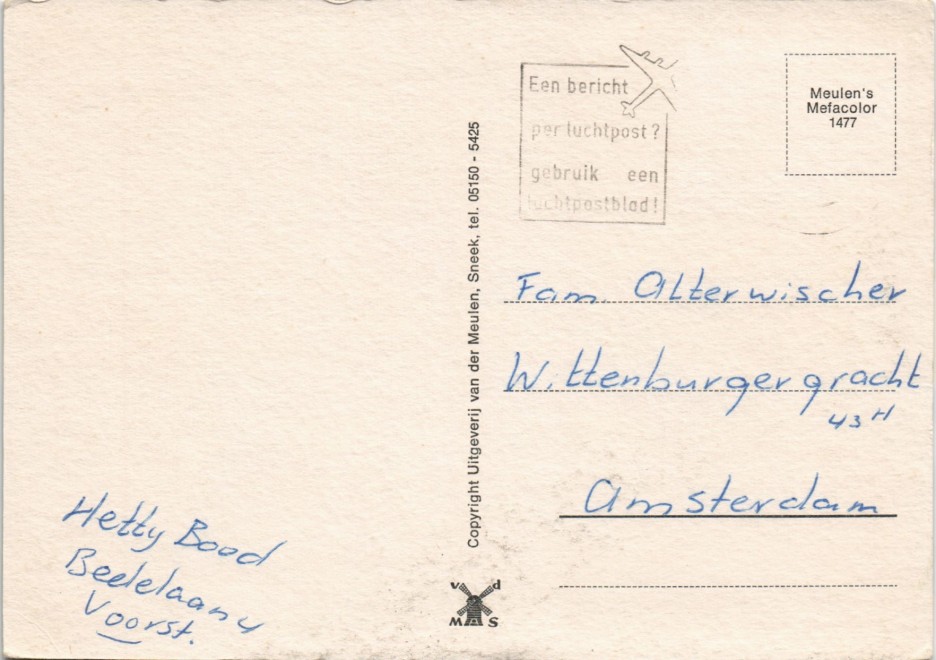 Een bericht
per luchtpost?
gebruik een
luchtpostblad!
Meulen's
Mefacolor
1477
Copyright Uitgeverij van der Meulen, Sneek, tel. 05150 - 5425
Fam. Alterwischer
Wittenburgergracht
43 H
Amsterdam
Hetty Bood
Beelelaan 4
Voorst.
v d
M S